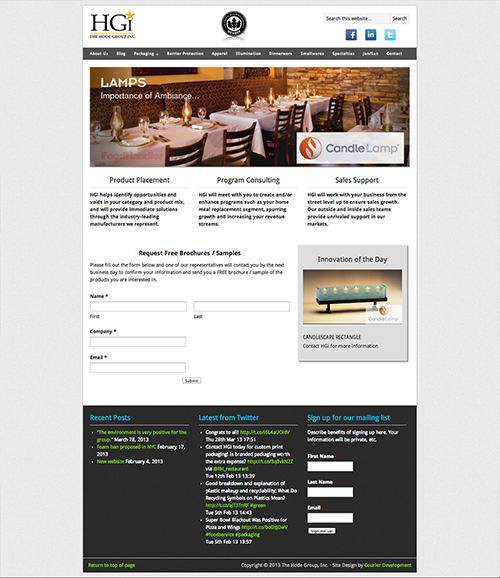 HGi
THE HODE GROUP INC.
Search this website...
Search
About Us
Blog
Packaging
Barrier Protection
Apparel
Illumination
Dinnerware
Smallwares
Specialties
Jan/San
Contact
LAMPS
Importance of Ambiance...
FoodHandler
Candle Lamp
Product Placement
HGi helps identify opportunities and
voids in your category and product mix,
and will provide immediate solutions
through the industry-leading
manufacturers we represent.
Program Consulting
HGi will meet with you to create and/or
enhance programs such as your home
meal replacement segment, spurring
growth and increasing your revenue
streams.
Sales Support
HGi will work with your business from the
street level up to ensure sales growth.
Our outside and inside sales teams
provide unrivaled support in our
markets.
Request Free Brochures / Samples
Please fill out the form below and one of our representatives will contact you by the next
business day to confirm your information and send you a FREE brochure / sample of the
products you are interested in.
Name *
First
Last
Company *
Email *
Submit
Innovation of the Day
Candle Lamp
CANDLESCAPE RECTANGLE
Contact HGi for more information
Recent Posts
"The environment is very positive for the
group." March 28, 2013
Foam ban proposed in NYC February 17,
2013
New website February 4, 2013
Latest from Twitter
Congrats to all!
Thu 28th Mar 13 17:51
Contact HGi today for custom print
packaging! Is branded packaging worth
the extra expense?
via @RH_restaurant
Tue 12th Feb 13 13:39
Good breakdown and explanation of
plastic makeup and recyclability: What Do
Recycling Symbols on Plastics Mean?
#green
Tue 5th Feb 13 14:43
Super Bowl Blackout Was Positive for
Pizza and Wings
#foodservice #packaging
Tue 5th Feb 13 13:57
Sign up for our mailing list
Describe benefits of signing up here. Your
information will be private, etc.
First Name
Last Name
Email
Sign me up!
Return to top of page
Copyright © 2013 The Hode Group, Inc. · Site Design by Courier Development